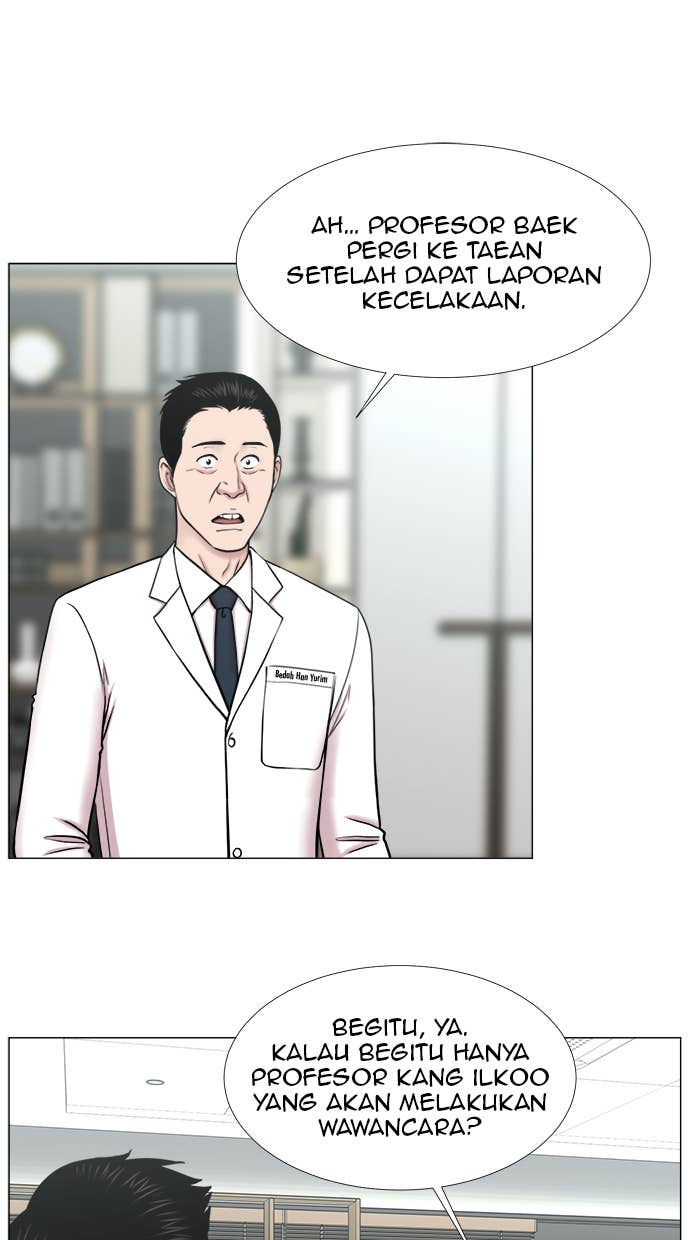 AH... PROFESOR BAEK
PERGI KE TAEAN
SETELAH DAPAT LAPORAN
KECELAKAAN.
Bedah Han Yurim
BEGITU, YA.
KALAU BEGITU HANYA
PROFESOR KANG ILKOO
YANG AKAN MELAKUKAN
WAWANCARA?